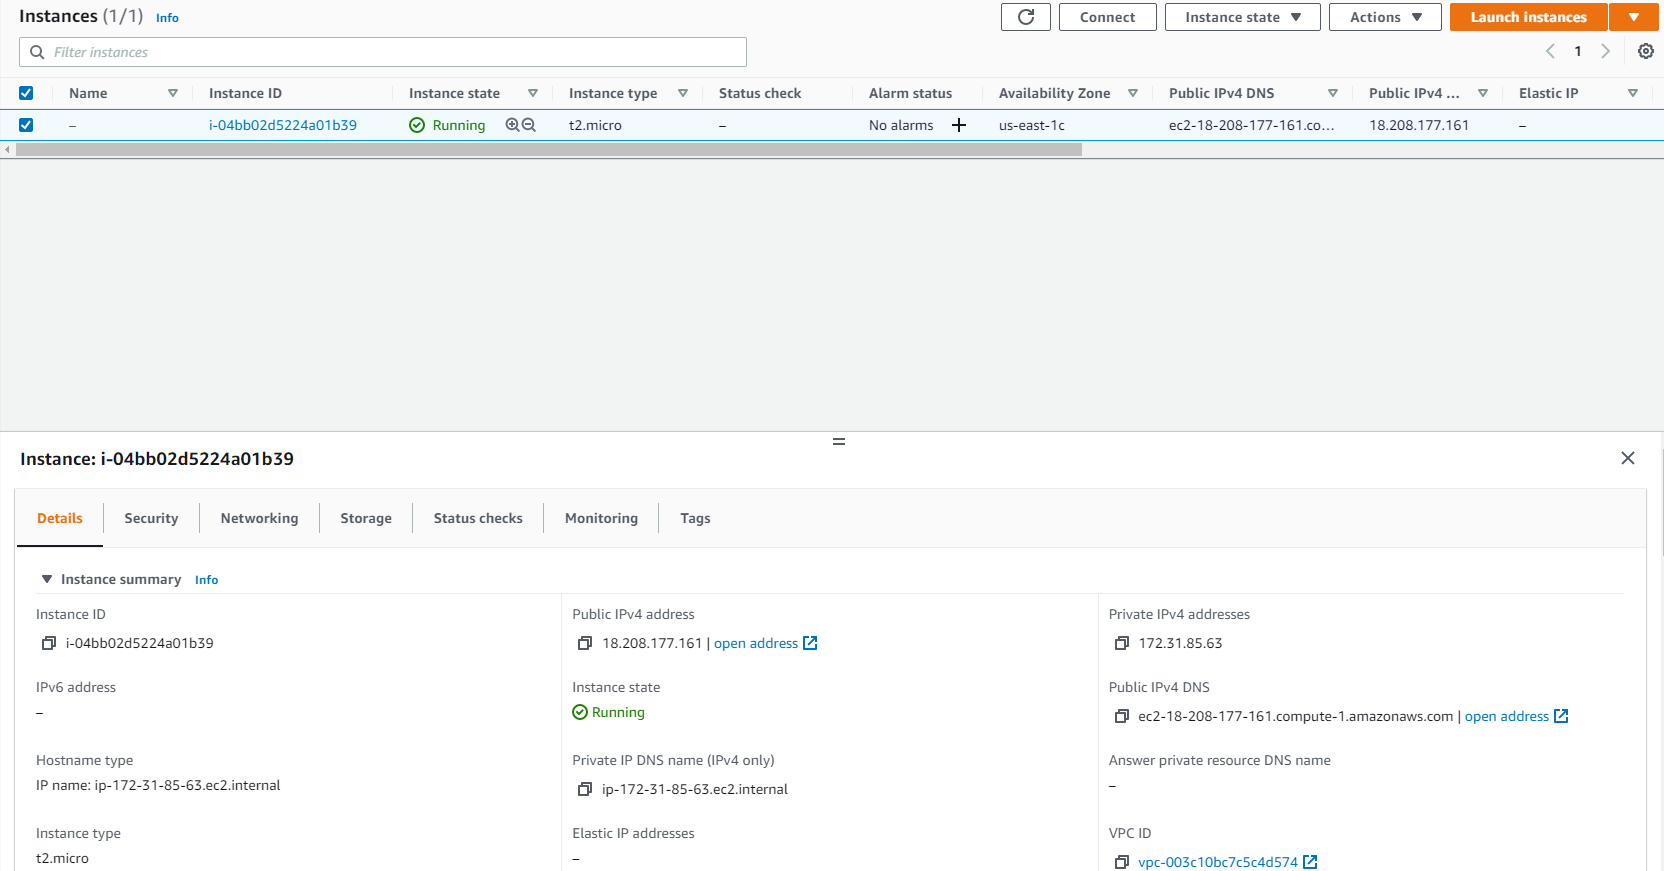 Instances (1/1) Info
Connect Instance state Actions Launch instances
Filter instances
1
Name Instance ID Instance state Instance type Status check Alarm status Availability Zone Public IPv4 DNS Public IPv4 ... Elastic IP
– i-04bb02d5224a01b39 Running t2.micro – No alarms + us-east-1c ec2-18-208-177-161.co... 18.208.177.161 –
Instance: i-04bb02d5224a01b39
Details Security Networking Storage Status checks Monitoring Tags
Instance summary Info
Instance ID Public IPv4 address Private IPv4 addresses
i-04bb02d5224a01b39 18.208.177.161 | open address 172.31.85.63
IPv6 address Instance state Public IPv4 DNS
– Running ec2-18-208-177-161.compute-1.amazonaws.com | open address
Hostname type Private IP DNS name (IPv4 only) Answer private resource DNS name
IP name: ip-172-31-85-63.ec2.internal ip-172-31-85-63.ec2.internal –
Instance type Elastic IP addresses VPC ID
t2.micro – vpc-003c10bc7c5c4d574